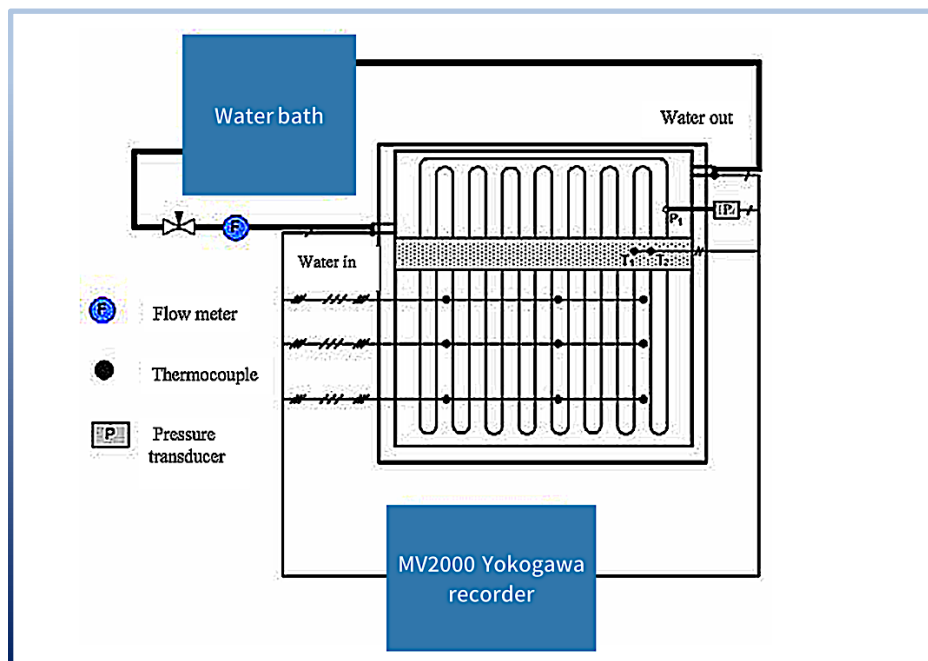 Water bath
Water out
F
P₁
P
Water in
T₁ T₂
F
Flow meter
Thermocouple
P
Pressure
transducer
MV2000 Yokogawa
recorder